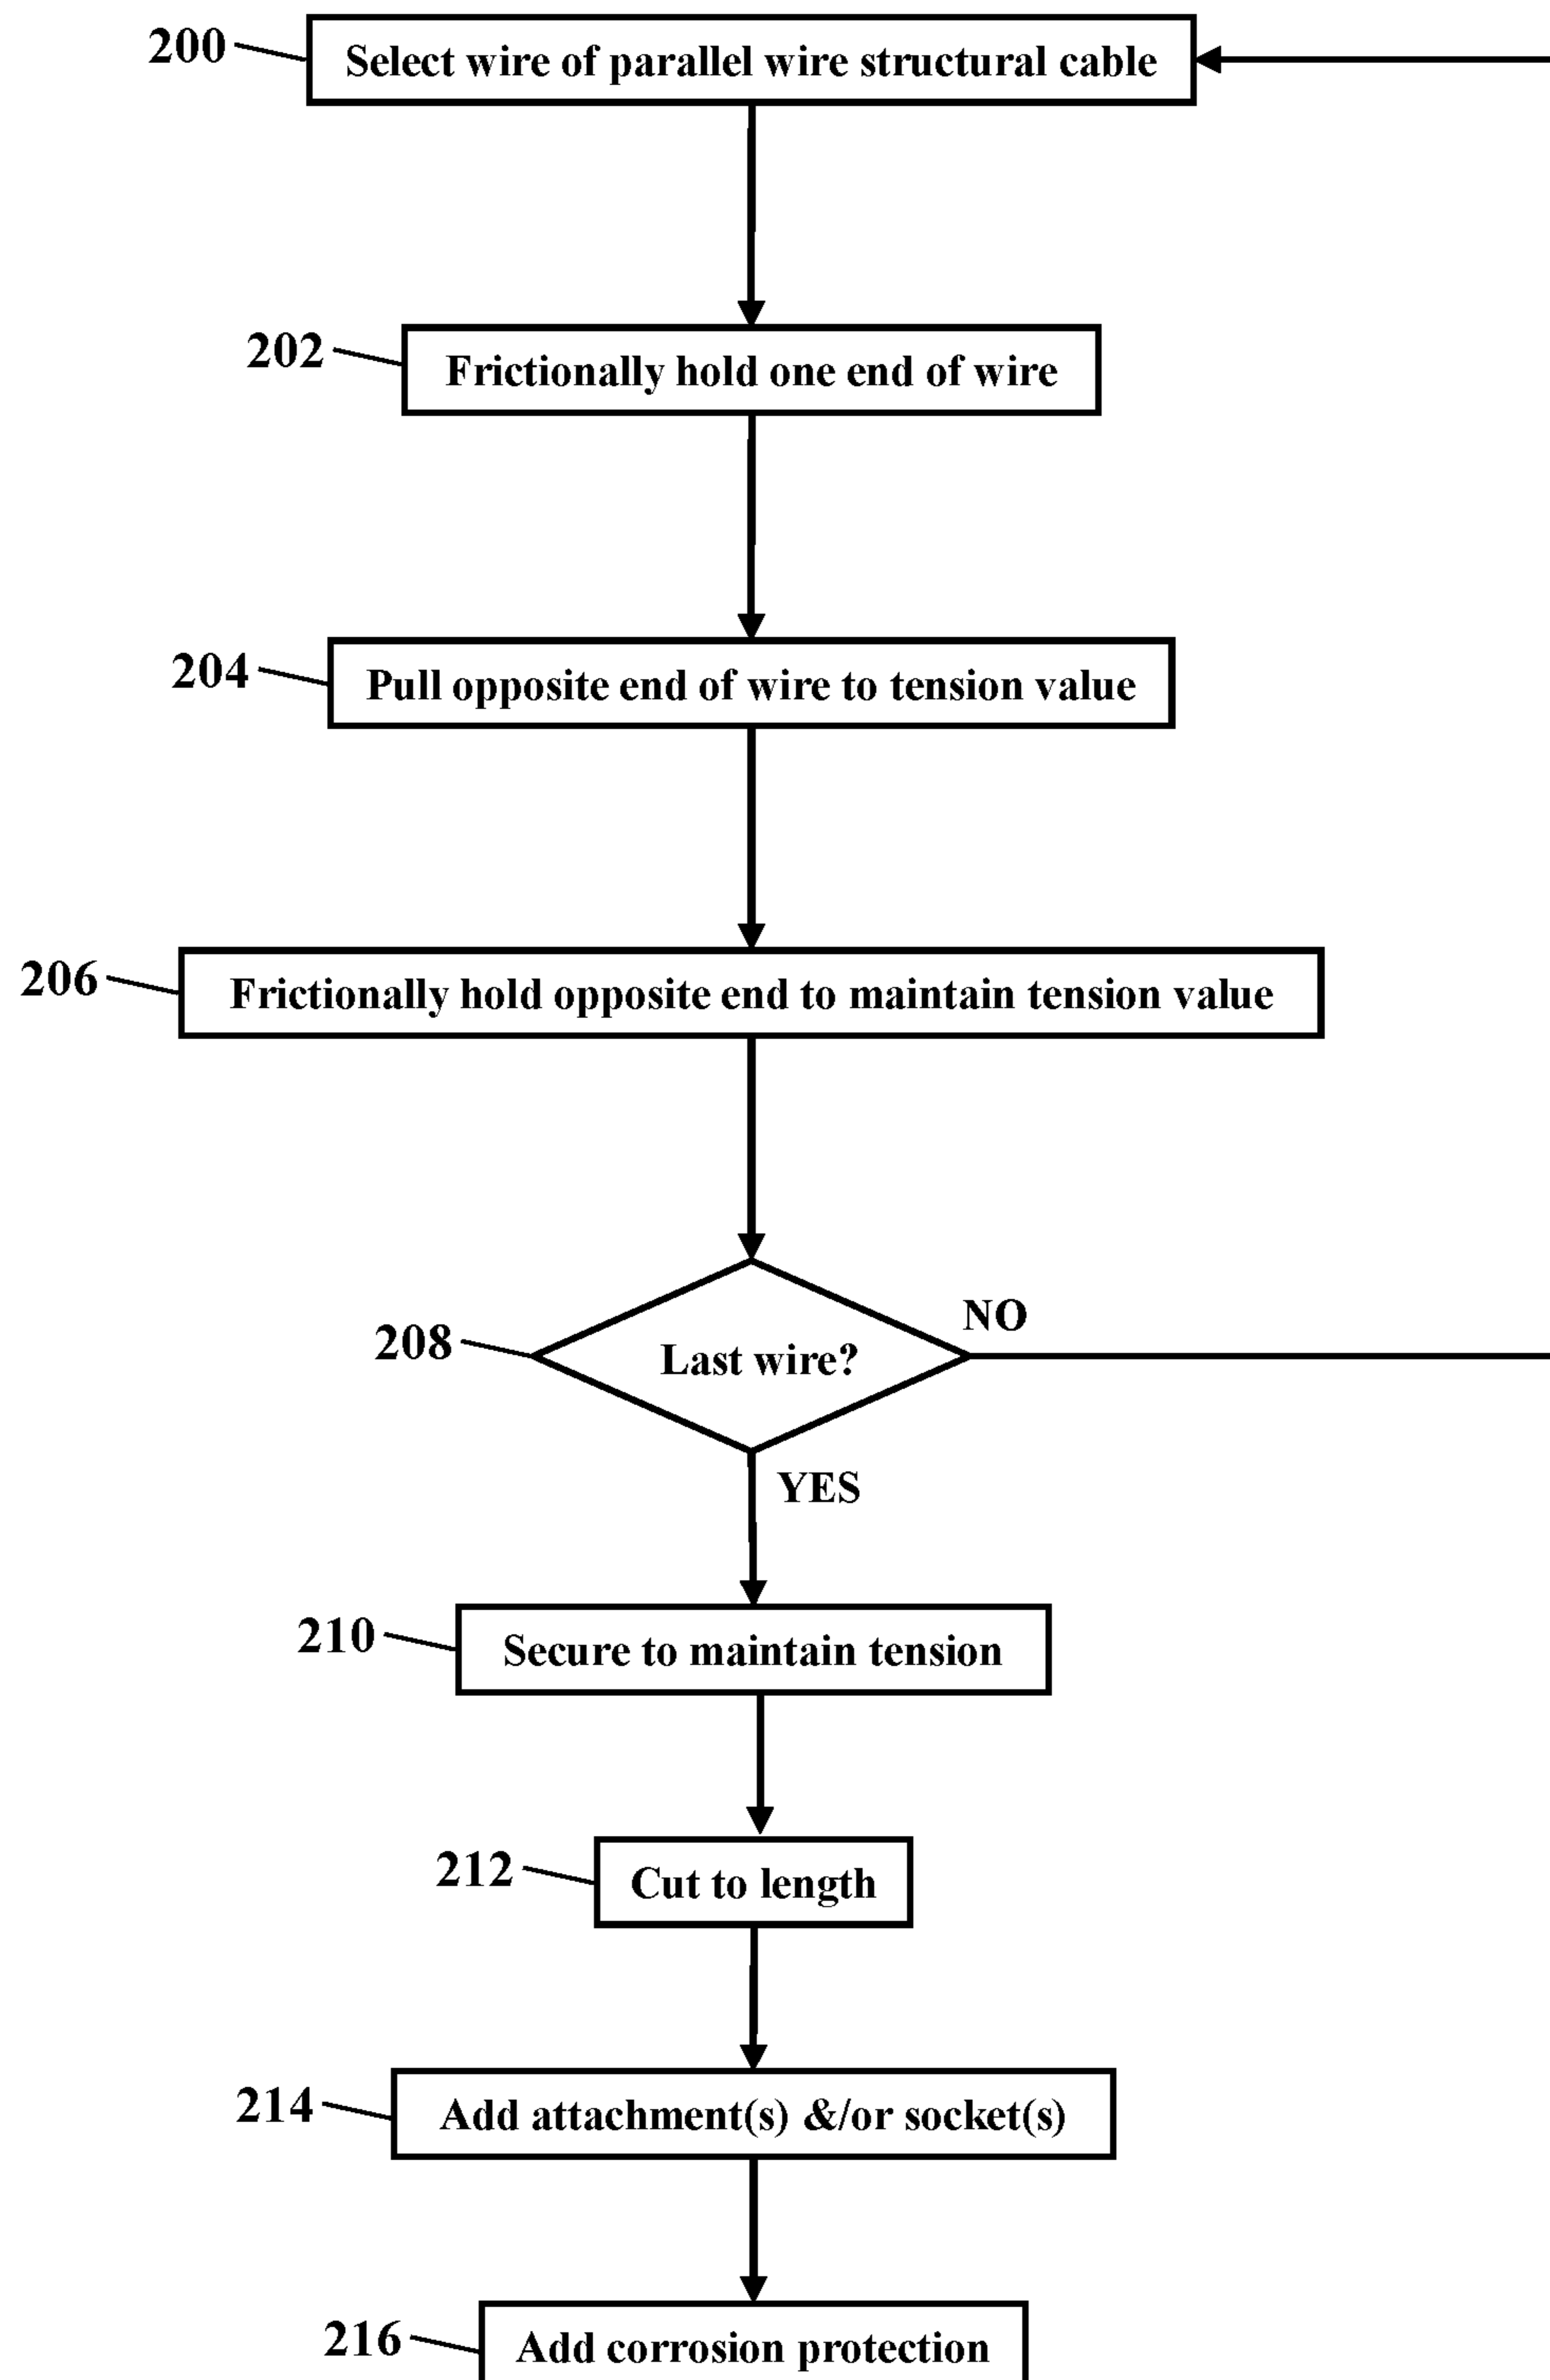 200
Select wire of parallel wire structural cable
202
Frictionally hold one end of wire
204
Pull opposite end of wire to tension value
206
Frictionally hold opposite end to maintain tension value
208
Last wire?
NO
YES
210
Secure to maintain tension
212
Cut to length
214
Add attachment(s) &/or socket(s)
216
Add corrosion protection